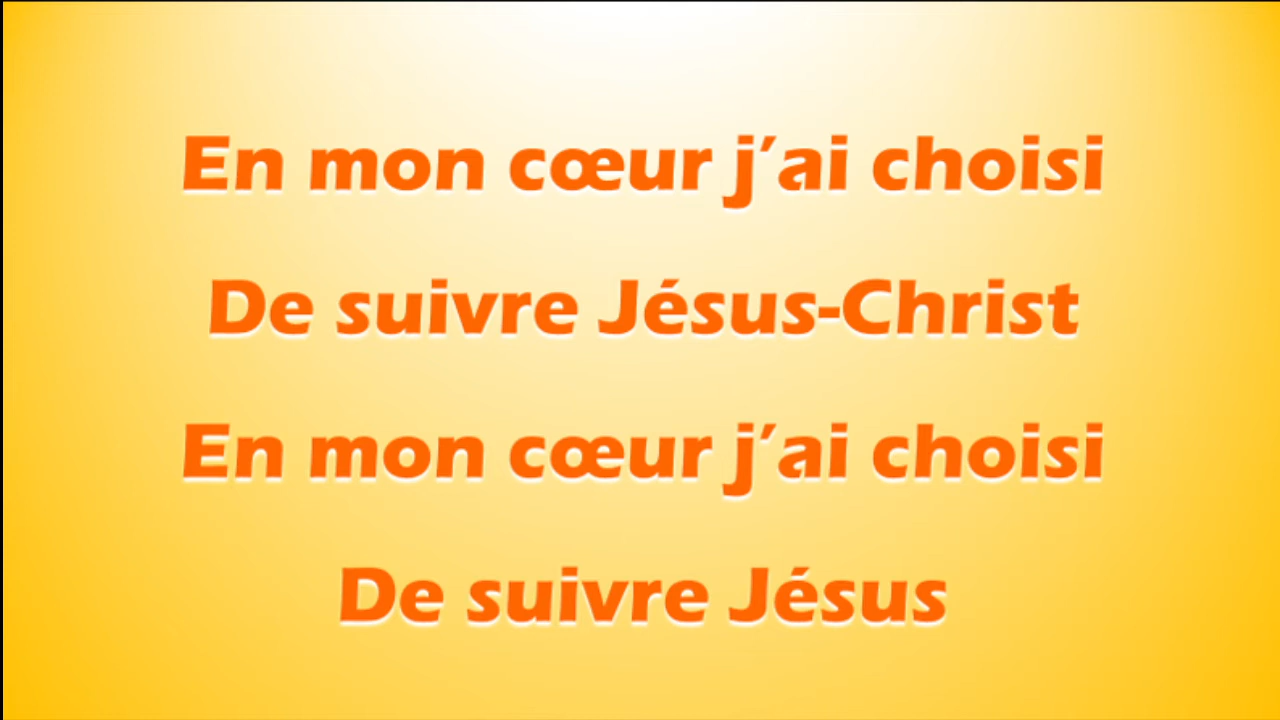 En mon cœur j’ai choisi
De suivre Jésus-Christ
En mon cœur j’ai choisi
De suivre Jésus